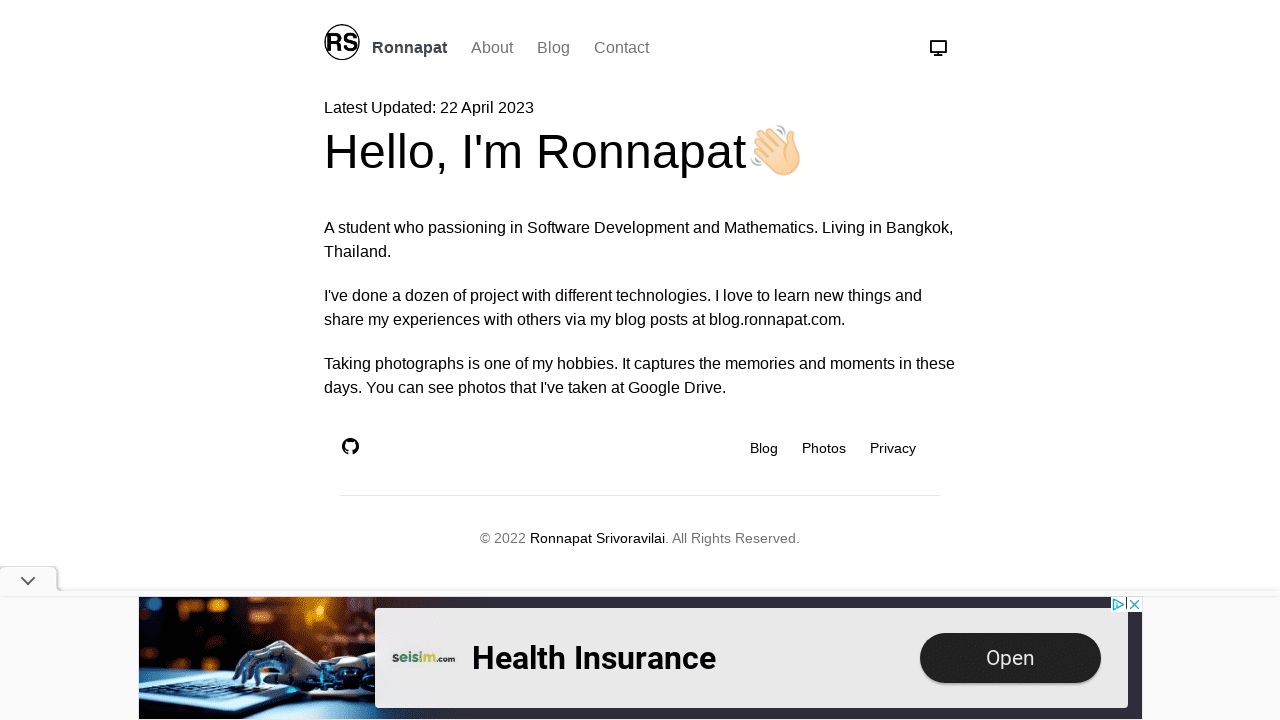 RS Ronnapat About Blog Contact
Latest Updated: 22 April 2023
Hello, I'm Ronnapat👋🏻
A student who passioning in Software Development and Mathematics. Living in Bangkok,
Thailand.
I've done a dozen of project with different technologies. I love to learn new things and
share my experiences with others via my blog posts at blog.ronnapat.com.
Taking photographs is one of my hobbies. It captures the memories and moments in these
days. You can see photos that I've taken at Google Drive.
Blog Photos Privacy
© 2022 Ronnapat Srivoravilai. All Rights Reserved.
seisim.com Health Insurance Open